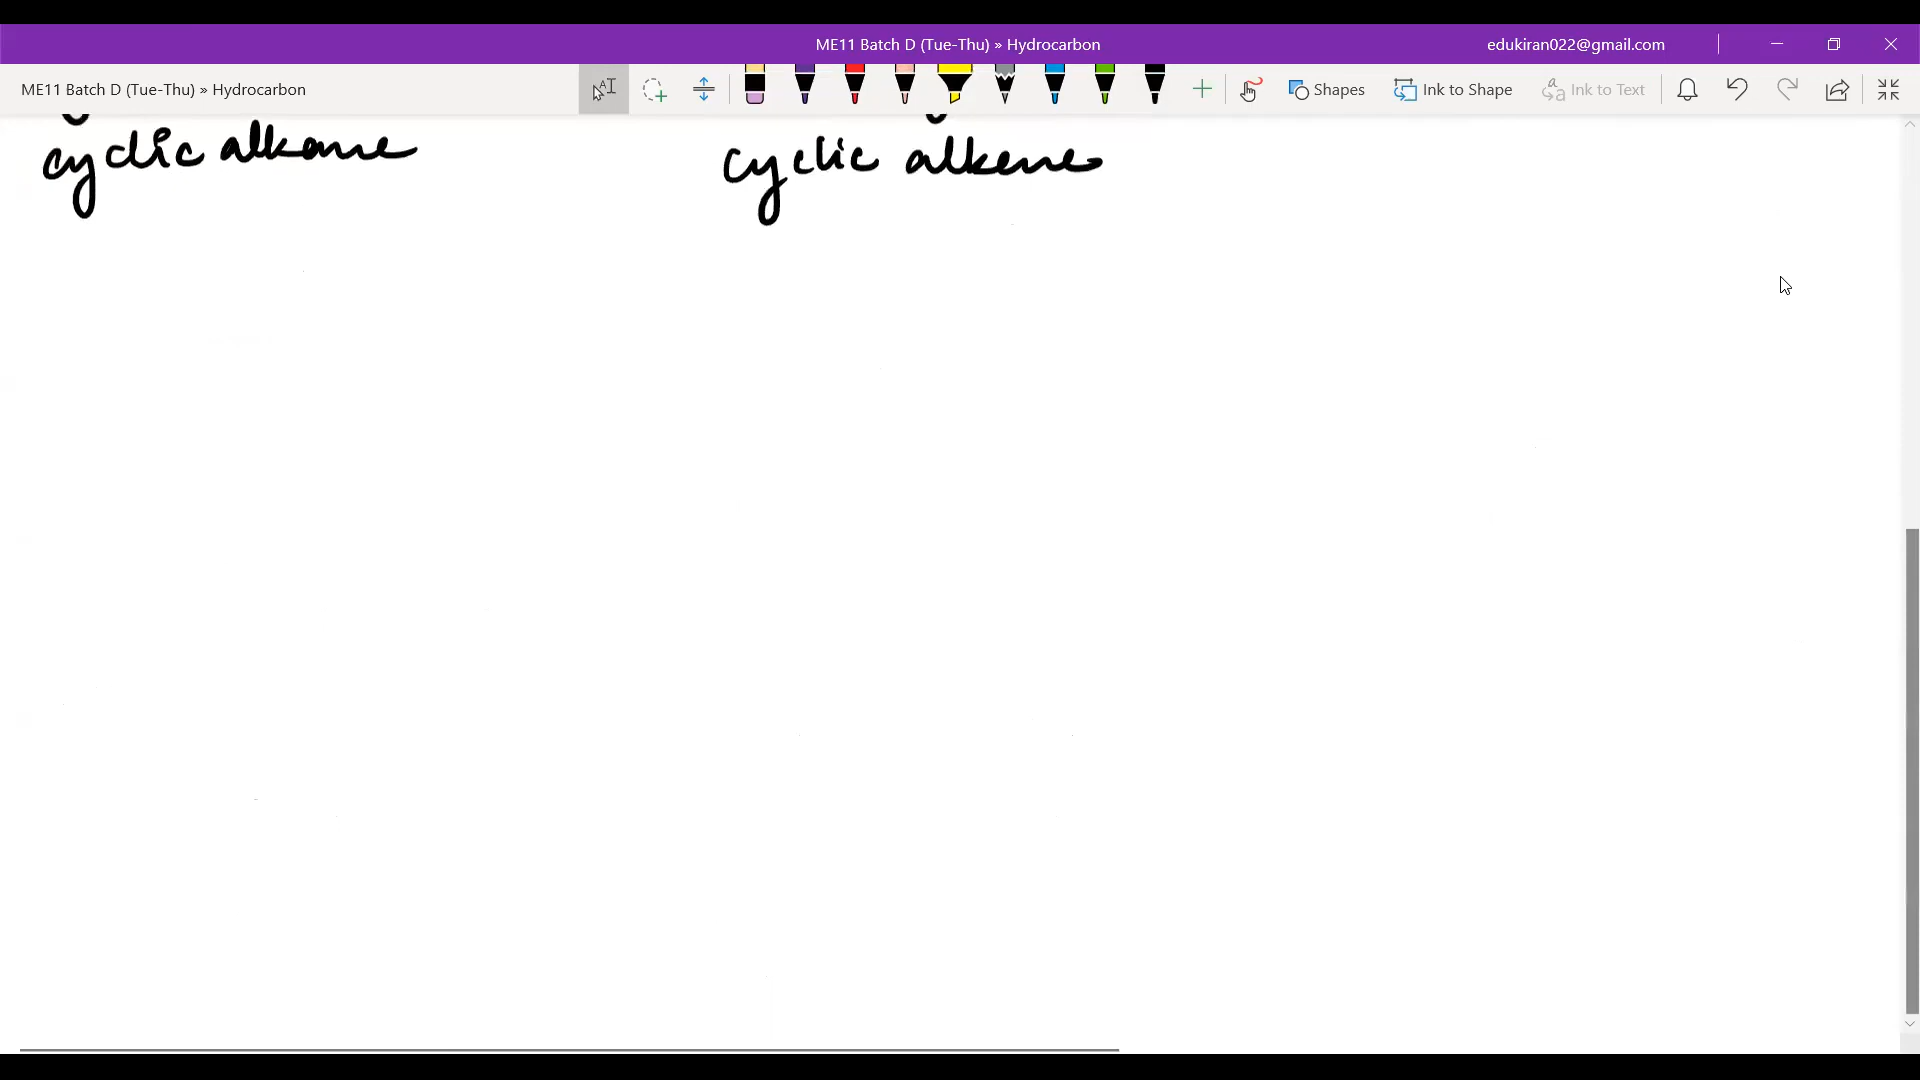 ME11 Batch D (Tue-Thu) » Hydrocarbon
edukiran022@gmail.com
ME11 Batch D (Tue-Thu) » Hydrocarbon
Shapes
Ink to Shape
Ink to Text
cyclic alkane
cyclic alkene